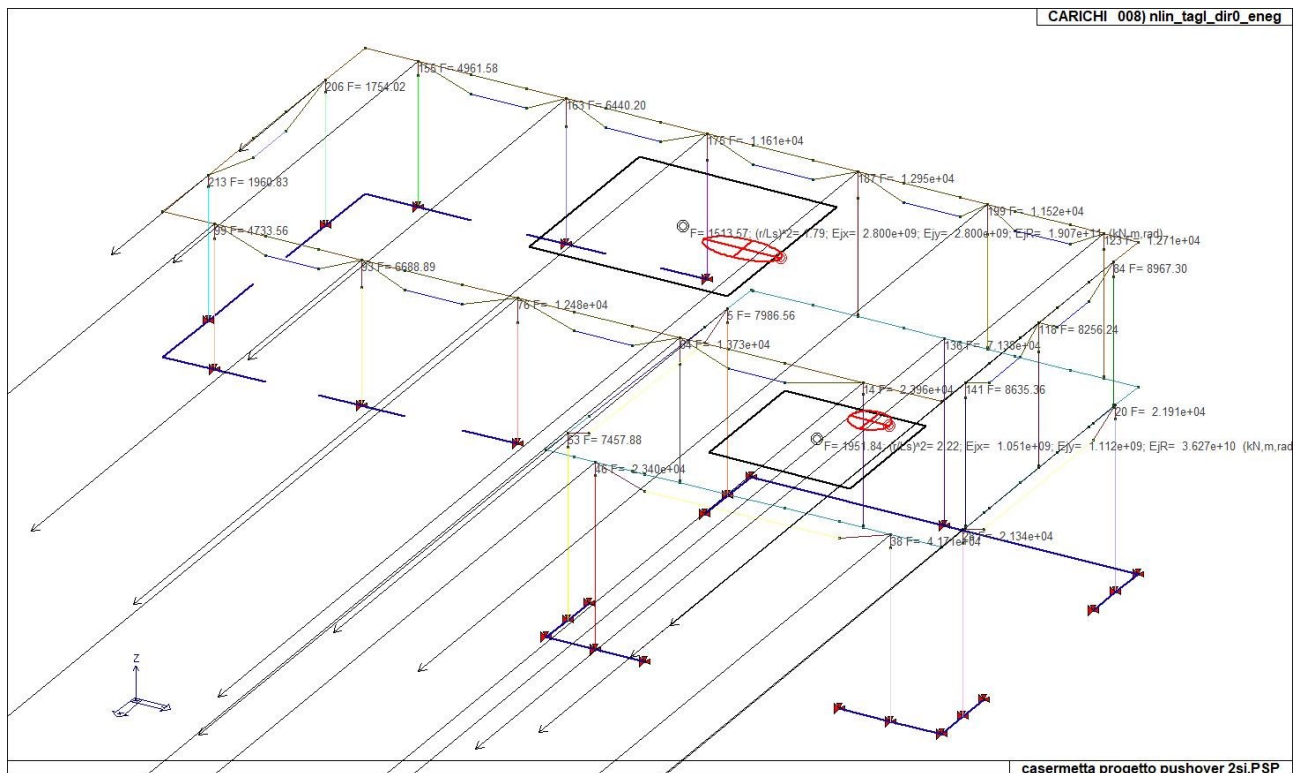 CARICHI 008) nlin_tagl_dir0_eneg
155 F= 4961.58
206 F= 1754.02
163 F= 6440.20
175 F= 1.161e+04
187 F= 1.295e+04
213 F= 1960.83
199 F= 1.152e+04
99 F= 4733.56
F= 1513.57; (r/Ls)^2= 1.79; Ejx= 2.800e+09; Ejy= 2.800e+09; EjR= 1.907e+11 (kN,m,rad)
123 F= 1.271e+04
93 F= 6688.89
84 F= 8967.30
76 F= 1.248e+04
5 F= 7986.56
118 F= 8256.24
64 F= 1.373e+04
136 F= 7.138e+04
14 F= 2.396e+04
141 F= 8635.36
20 F= 2.191e+04
53 F= 7457.88
F= 1951.84; (r/Ls)^2= 2.22; Ejx= 1.051e+09; Ejy= 1.112e+09; EjR= 3.627e+10 (kN,m,rad
46 F= 2.340e+04
38 F= 4.171e+04
F= 2.134e+04
Z
casermetta progetto pushover 2si.PSP